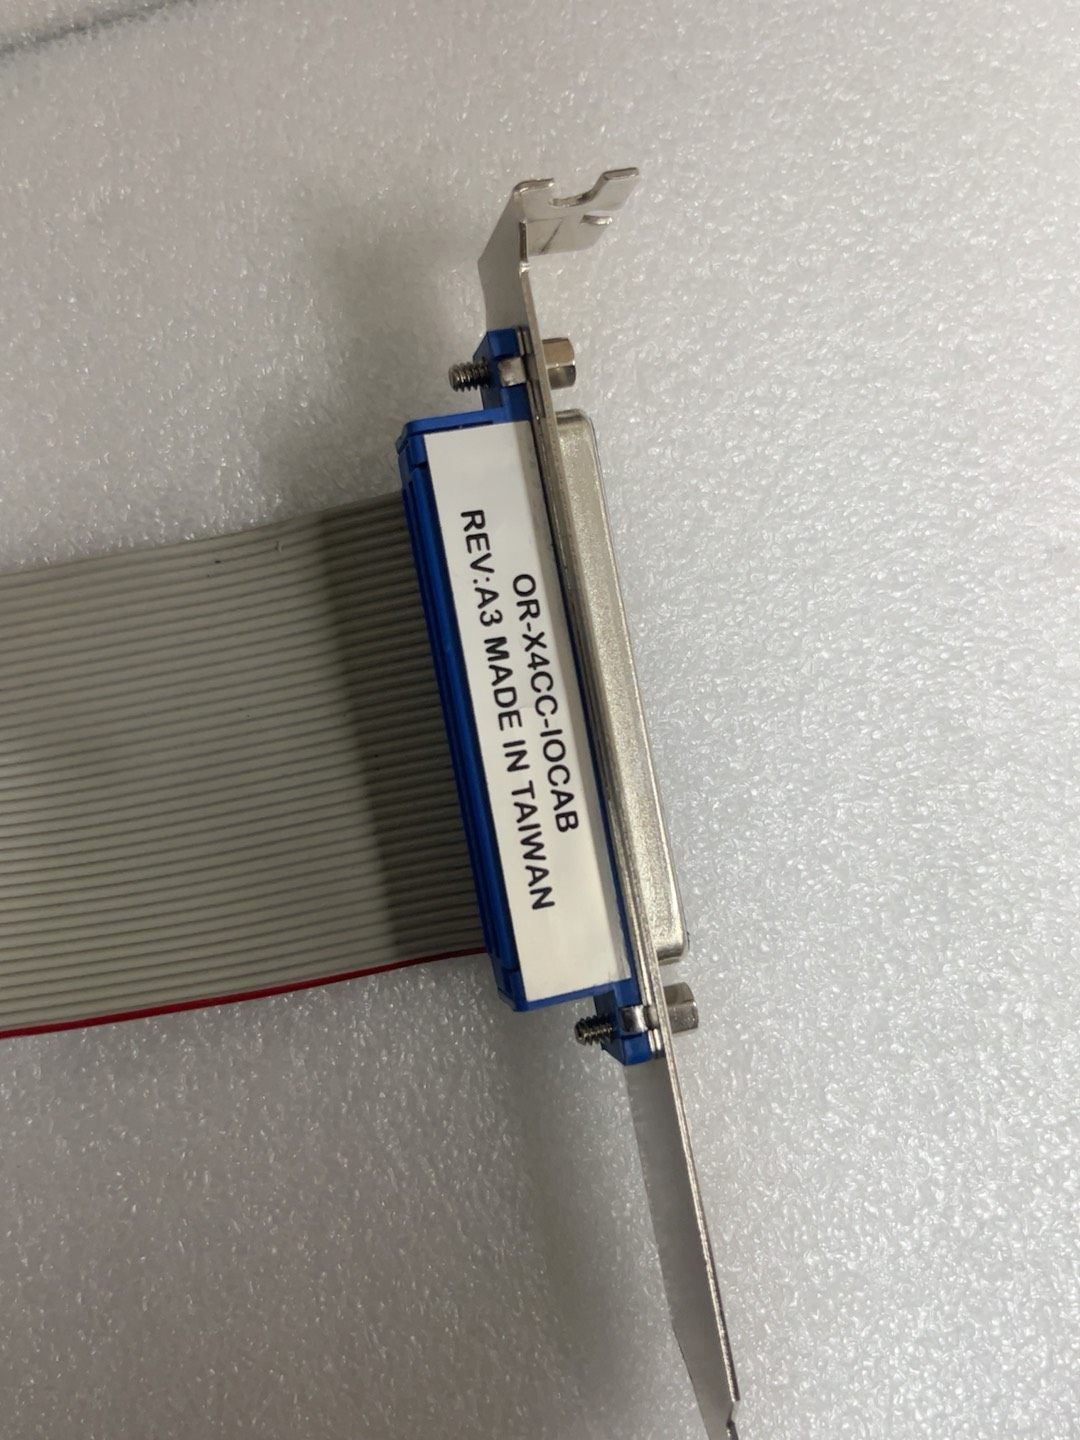 OR-X4CC-IOCAB
REV:A3 MADE IN TAIWAN